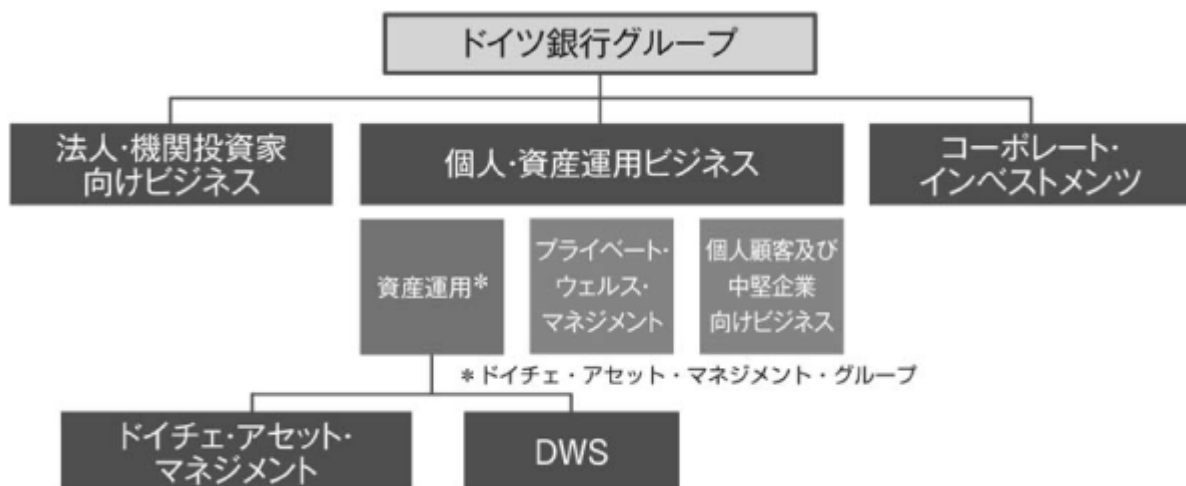 ドイツ銀行グループ
法人・機関投資家
向けビジネス
個人・資産運用ビジネス
コーポレート・
インベストメンツ
資産運用*
プライベート・
ウェルス・
マネジメント
個人顧客及び
中堅企業
向けビジネス
*ドイチェ・アセット・マネジメント・グループ
ドイチェ・アセット・
マネジメント
DWS